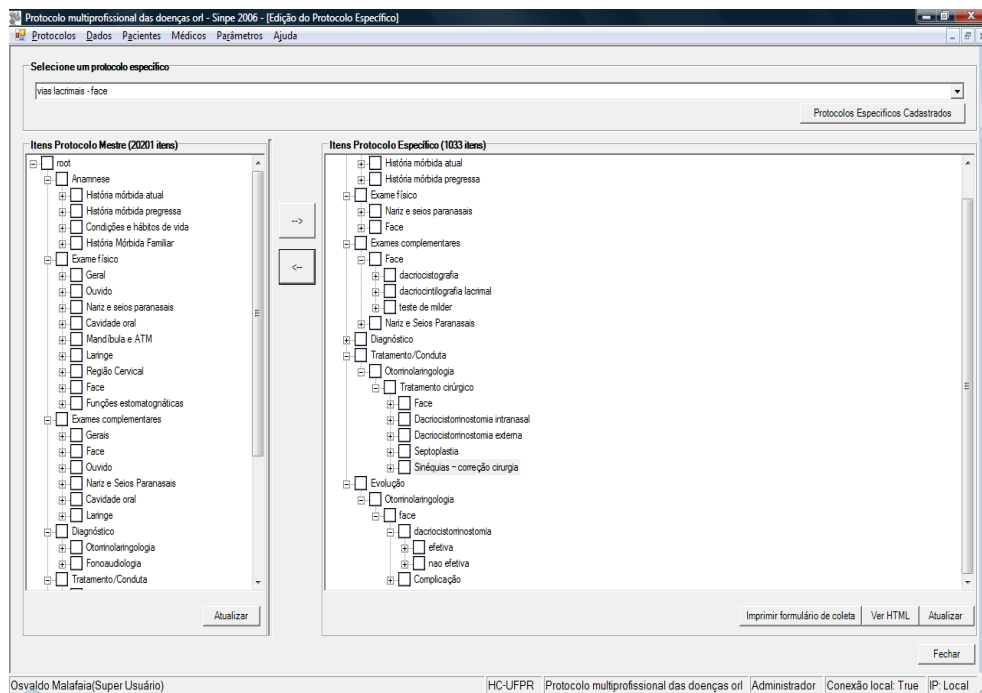 Protocolo multiprofissional das doenças orl - Sinpe 2006 - [Edição do Protocolo Específico]
Protocolos Dados Pacientes Médicos Parâmetros Ajuda
Selecione um protocolo específico
vias lacrimais - face
Protocolos Especificos Cadastrados
Itens Protocolo Mestre (20201 itens)
root
Anamnese
História mórbida atual
História mórbida pregressa
Condições e hábitos de vida
História Mórbida Familiar
Exame físico
Geral
Ouvido
Nariz e seios paranasais
Cavidade oral
Mandíbula e ATM
Laringe
Região Cervical
Face
Funções estomatognáticas
Exames complementares
Gerais
Face
Ouvido
Nariz e Seios Paranasais
Cavidade oral
Laringe
Diagnóstico
Otorrinolaringologia
Fonoaudiologia
Tratamento/Conduta
Atualizar
-->
<--
Itens Protocolo Específico (1033 itens)
História mórbida atual
História mórbida pregressa
Exame físico
Nariz e seios paranasais
Face
Exames complementares
Face
dacriocistografia
dacriocintilografia lacrimal
teste de milder
Nariz e Seios Paranasais
Diagnóstico
Tratamento/Conduta
Otorrinolaringologia
Tratamento cirúrgico
Face
Dacriocistorrinostomia intranasal
Dacriocistorrinostomia externa
Septoplastia
Sinéquias – correção cirurgia
Evolução
Otorrinolaringologia
face
dacriocistorrinostomia
efetiva
nao efetiva
Complicação
Imprimir formulário de coleta Ver HTML Atualizar
Fechar
Osvaldo Malafaia(Super Usuário) HC-UFPR Protocolo multiprofissional das doenças orl Administrador Conexão local: True IP: Local